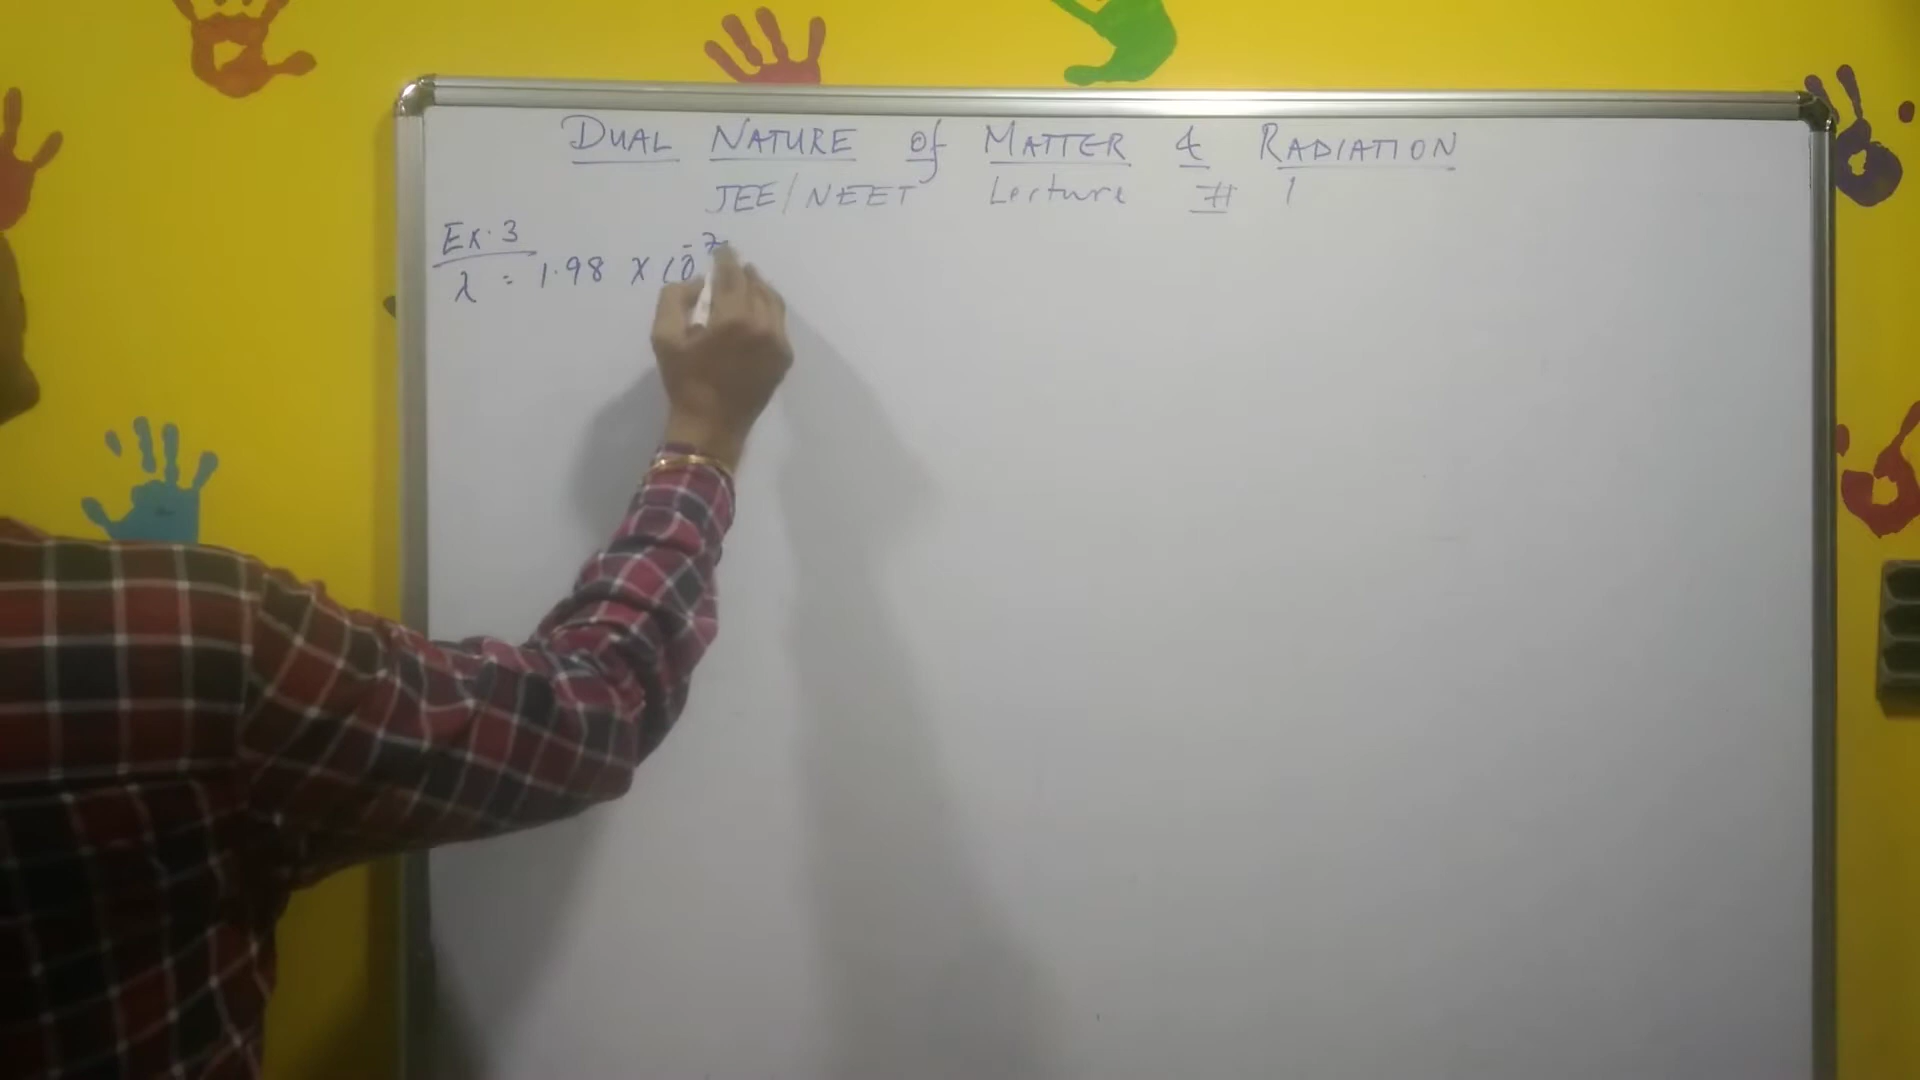 DUAL NATURE of MATTER & RADIATION
JEE/NEET Lecture # 1
Ex. 3
λ = 1.98 x 10⁻⁷